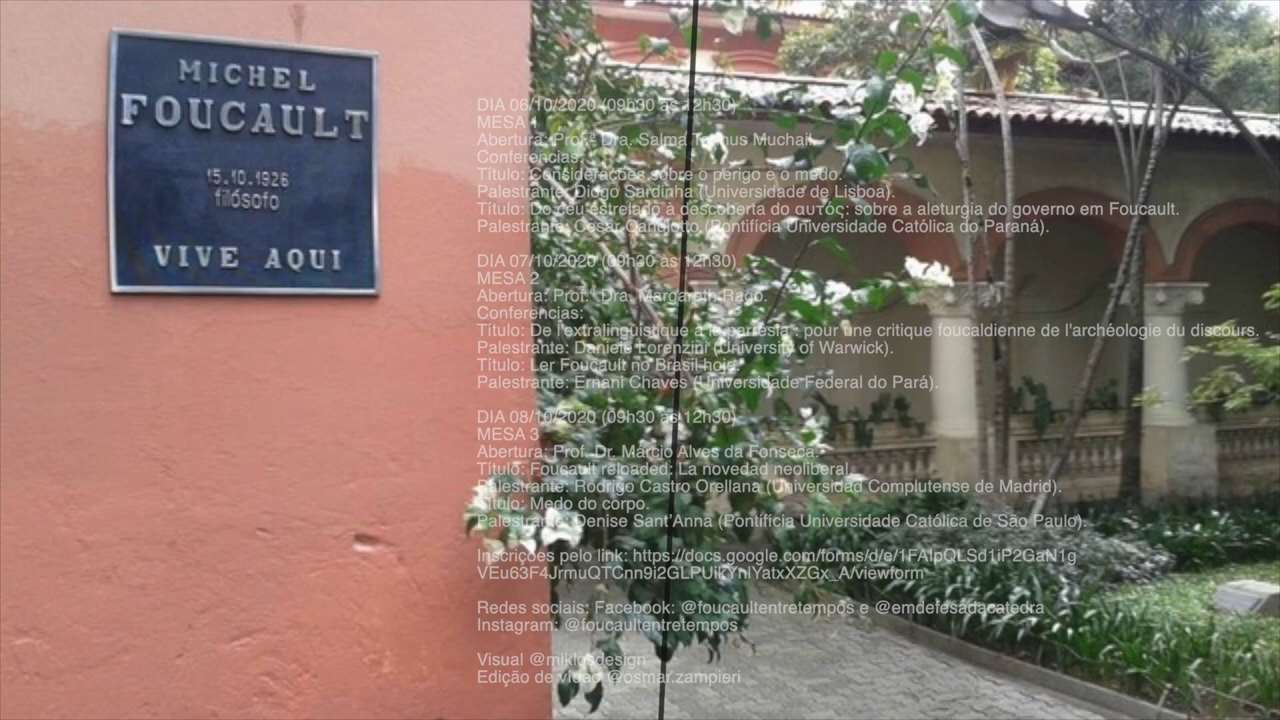 MICHEL
FOUCAULT
15.10.1926
filósofo
VIVE AQUI
DIA 06/10/2020 (09h30 às 12h30)
MESA
Abertura: Prof.ª Dra. Salma Tannus Muchail.
Conferências:
Título: Considerações sobre o perigo e o medo.
Palestrante: Diogo Sardinha (Universidade de Lisboa).
Título: Do céu estrelado à descoberta do αυτός: sobre a aleturgia do governo em Foucault.
Palestrante: Cesar Candiotto (Pontifícia Universidade Católica do Paraná).
DIA 07/10/2020 (09h30 às 12h30)
MESA 2
Abertura: Prof.ª Dra. Margareth Rago.
Conferências:
Título: De l'extralinguistique à la parrêsia : pour une critique foucaldienne de l'archéologie du discours.
Palestrante: Daniele Lorenzini (University of Warwick).
Título: Ler Foucault no Brasil hoje.
Palestrante: Ernani Chaves (Universidade Federal do Pará).
DIA 08/10/2020 (09h30 às 12h30)
MESA 3
Abertura: Prof. Dr. Márcio Alves da Fonseca.
Título: Foucault reloaded: La novedad neoliberal.
Palestrante: Rodrigo Castro Orellana (Universidad Complutense de Madrid).
Título: Medo do corpo.
Palestrante: Denise Sant'Anna (Pontifícia Universidade Católica de São Paulo).
Inscrições pelo link: https://docs.google.com/forms/d/e/1FAIpQLSd1iP2GaN1g
Redes sociais: Facebook: @foucaultentretempos e @emdefesadacatedra
Instagram: @foucaultentretempos
Visual @miklosdesign
Edição de vídeo @osmar.zampieri